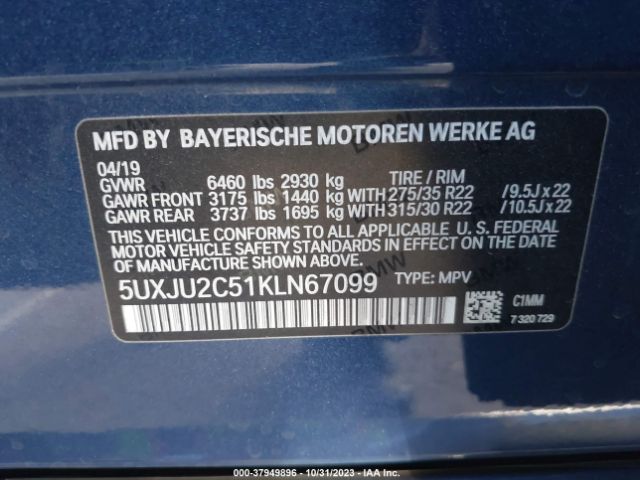 MFD BY BAYERISCHE MOTOREN WERKE AG
04/19
GVWR 6460 lbs 2930 kg TIRE / RIM
GAWR FRONT 3175 lbs 1440 kg WITH 275/35 R22 /9.5J x 22
GAWR REAR 3737 lbs 1695 kg WITH 315/30 R22 /10.5J x 22
THIS VEHICLE CONFORMS TO ALL APPLICABLE U. S. FEDERAL
MOTOR VEHICLE SAFETY STANDARDS IN EFFECT ON THE DATE
OF MANUFACTURE SHOWN ABOVE.
5UXJU2C51KLN67099 TYPE: MPV
C1MM
7 320 729
000-37949896 - 10/31/2023 - IAA Inc.